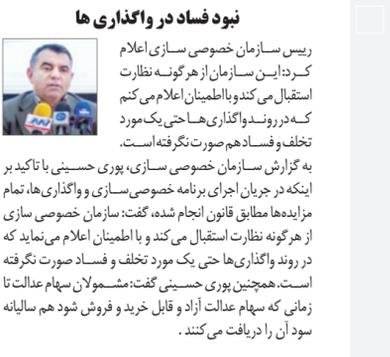 نبود فساد در واگذاری ها
رییس سازمان خصوصی سازی اعلام
کرد: این سازمان از هرگونه نظارت
استقبال می کند و با اطمینان اعلام می کنم
که در روند واگذاری ها حتی یک مورد
تخلف و فساد هم صورت نگرفته است.
به گزارش سازمان خصوصی سازی، پوری حسینی با تاکید بر
اینکه در جریان اجرای برنامه خصوصی‌سازی و واگذاری‌ها، تمام
مزایده‌ها مطابق قانون انجام شده، گفت: سازمان خصوصی سازی
از هرگونه نظارت استقبال می‌کند و با اطمینان اعلام می‌نماید که
در روند واگذاری‌ها حتی یک مورد تخلف و فساد صورت نگرفته
است. همچنین پوری حسینی گفت: مشمولان سهام عدالت تا
زمانی که سهام عدالت آزاد و قابل خرید و فروش شود هم سالیانه
سود آن را دریافت می‌کنند .